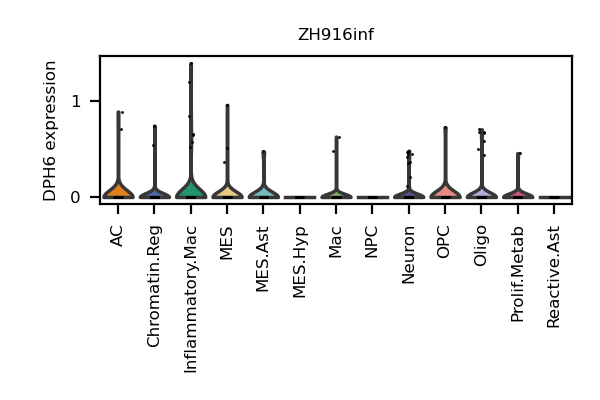 ZH916inf
DPH6 expression
1
0
AC
Chromatin.Reg
Inflammatory.Mac
MES
MES.Ast
MES.Hyp
Mac
NPC
Neuron
OPC
Oligo
Prolif.Metab
Reactive.Ast